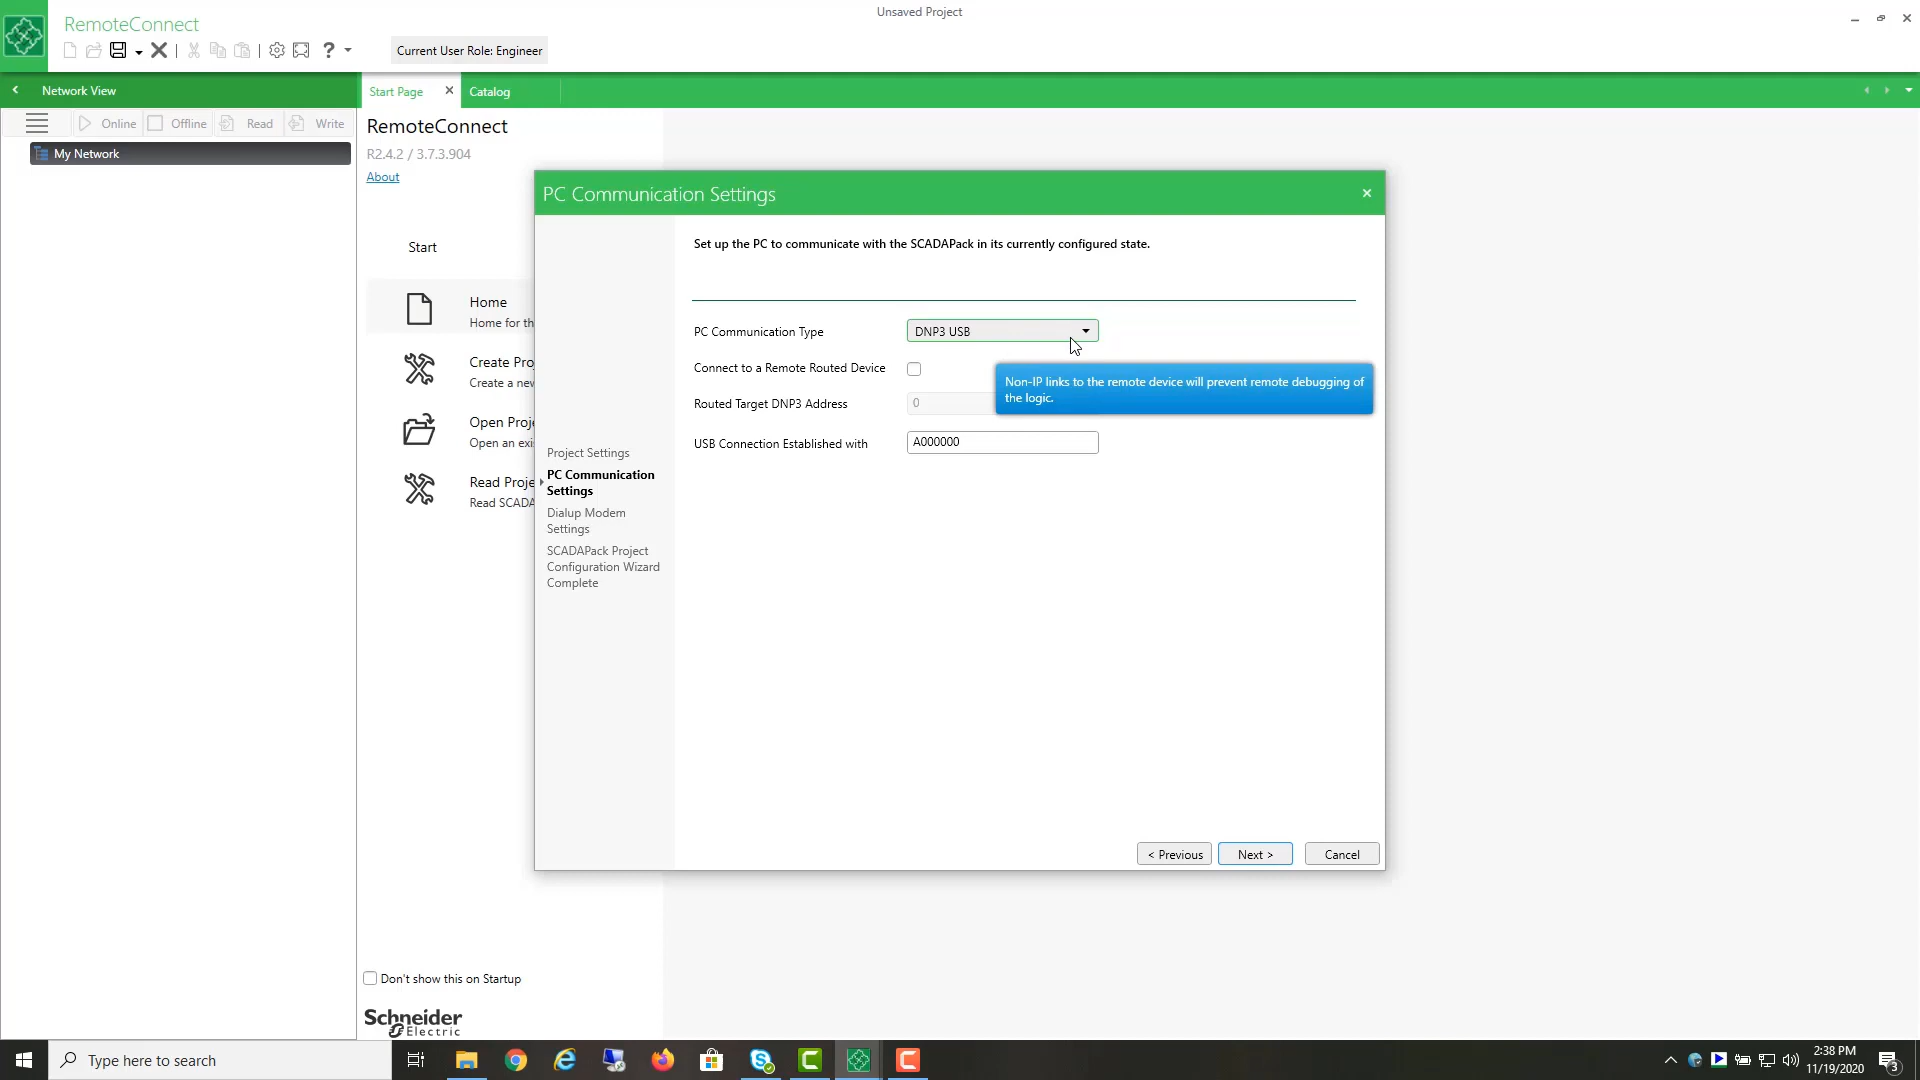 Unsaved Project
RemoteConnect
Current User Role: Engineer
Network View
Start Page
Catalog
Online
Offline
Read
Write
My Network
RemoteConnect
R2.4.2 / 3.7.3.904
About
Start
Home
Home for th
Create Proj
Create a new
Open Proje
Open an exi
Read Proje
Read SCADA
PC Communication Settings
Set up the PC to communicate with the SCADAPack in its currently configured state.
PC Communication Type
DNP3 USB
Connect to a Remote Routed Device
Routed Target DNP3 Address
0
USB Connection Established with
A000000
Non-IP links to the remote device will prevent remote debugging of
the logic.
Project Settings
PC Communication
Settings
Dialup Modem
Settings
SCADAPack Project
Configuration Wizard
Complete
< Previous
Next >
Cancel
Don't show this on Startup
Schneider
Electric
Type here to search
2:38 PM
11/19/2020
3